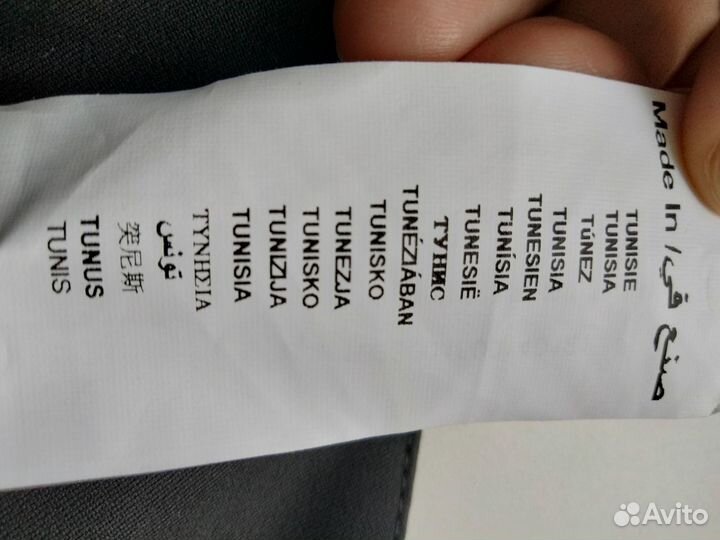 Made In / صنع في
TUNISIE
TUNISIA
TÚNEZ
TUNISIA
TUNESIEN
TUNÍSIA
TUNESIË
ТУНИС
TUNÉZIÁBAN
TUNISKO
TUNEZJA
TUNISKO
TUNIZIJA
TUNISIA
ΤΥΝΗΣΙΑ
تونس
突尼斯
TUNUS
TUNIS
Avito